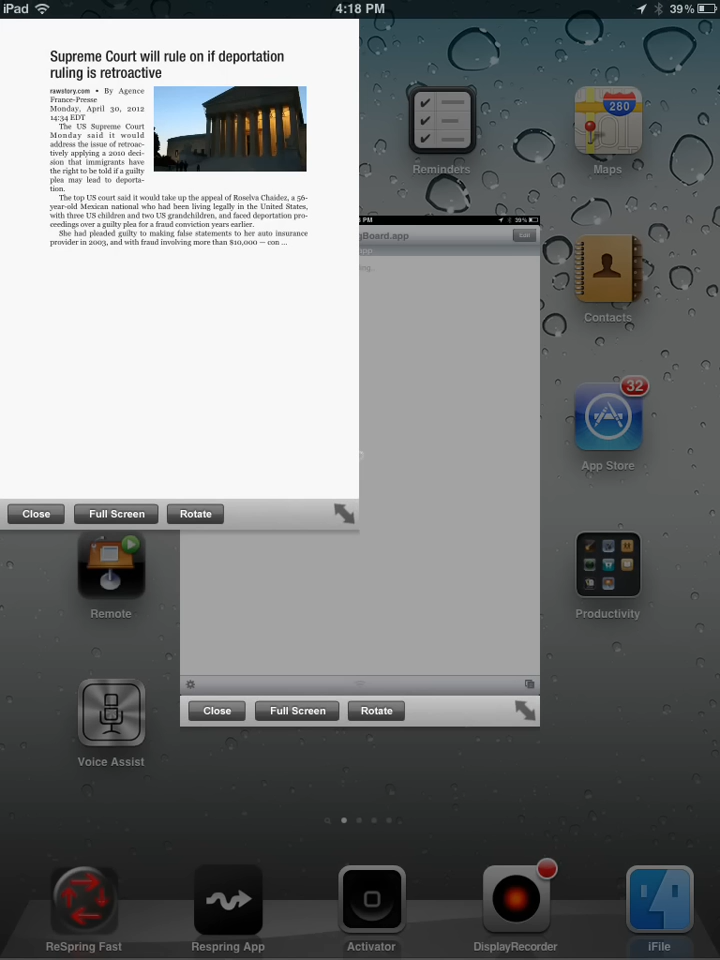 iPad 4:18 PM 39%
Supreme Court will rule on if deportation
ruling is retroactive
rawstory.com • By Agence
France-Presse
Monday, April 30, 2012
14:34 EDT
The US Supreme Court
Monday said it would
address the issue of retroac-
tively applying a 2010 deci-
sion that immigrants have
the right to be told if a guilty
plea may lead to deporta-
tion.
The top US court said it would take up the appeal of Roselva Chaidez, a 56-
year-old Mexican national who had been living legally in the United States,
with three US children and two US grandchildren, and faced deportation pro-
ceedings over a guilty plea for a fraud conviction years earlier.
She had pleaded guilty to making false statements to her auto insurance
provider in 2003, and with fraud involving more than $10,000 — con ...
Close Full Screen Rotate
Reminders
280
Maps
PM 39%
gBoard.app Edit
app
ing.
Contacts
32
App Store
Remote
Productivity
Close Full Screen Rotate
Voice Assist
ReSpring Fast
Respring App
Activator
DisplayRecorder
iFile